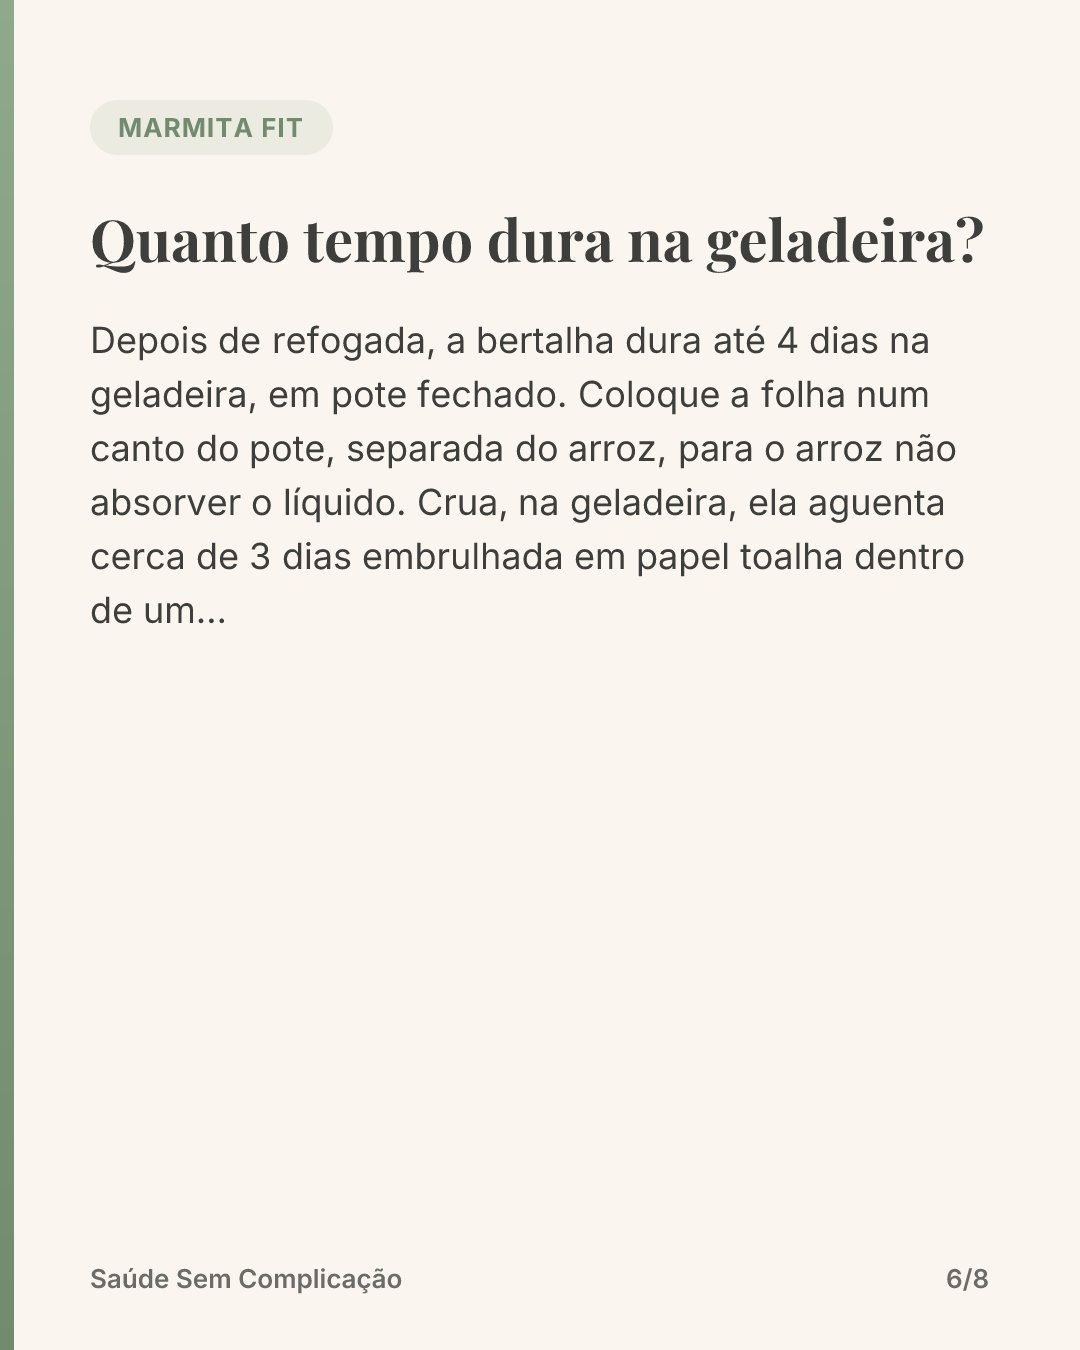 MARMITA FIT
Quanto tempo dura na geladeira?
Depois de refogada, a bertalha dura até 4 dias na
geladeira, em pote fechado. Coloque a folha num
canto do pote, separada do arroz, para o arroz não
absorver o líquido. Crua, na geladeira, ela aguenta
cerca de 3 dias embrulhada em papel toalha dentro
de um...
Saúde Sem Complicação
6/8